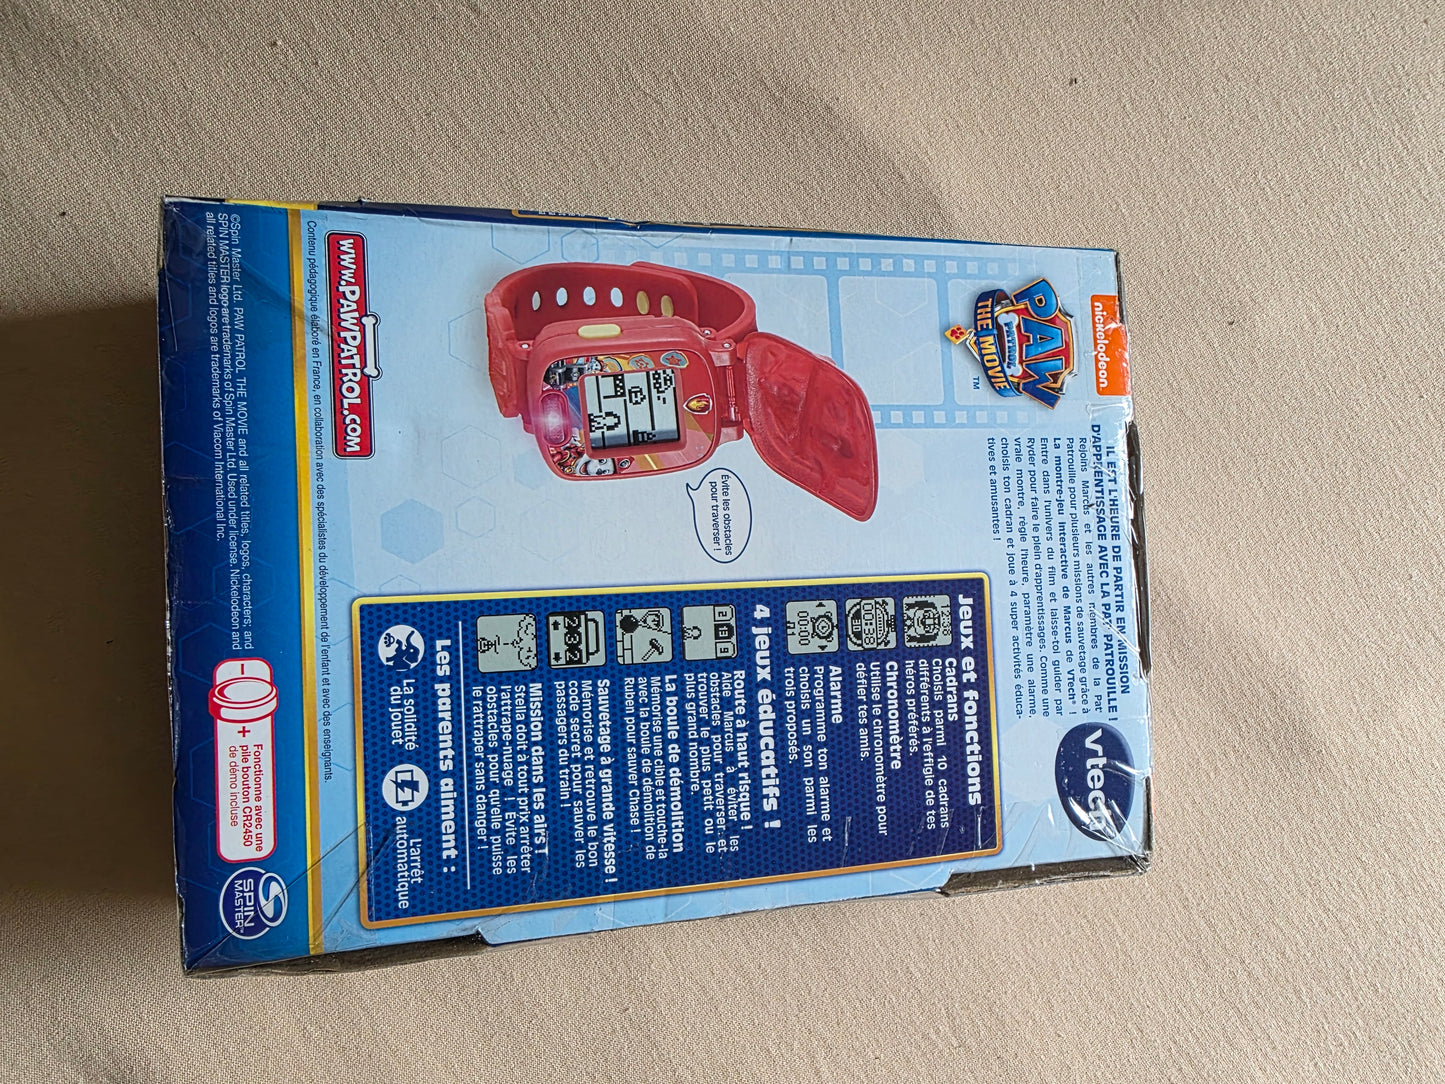 nickelodeon
PAW
PATROL
THE MOVIE
TM
IL EST L'HEURE DE PARTIR EN MISSION
D'APPRENTISSAGE AVEC LA PAT' PATROUILLE !
Rejoins Marcus et les autres membres de la Pat'
Patrouille pour plusieurs missions de sauvetage grâce à
La montre-jeu interactive de Marcus de VTech® !
Entre dans l'univers du film et laisse-toi guider par
Ryder pour faire le plein d'apprentissages. Comme une
vraie montre, règle l'heure, paramètre une alarme,
choisis ton cadran et joue à 4 super activités éduca-
tives et amusantes !
vtech
Évite les obstacles
pour traverser !
Jeux et fonctions
Cadrans
Choisis parmi 10 cadrans
différents à l'effigie de tes
héros préférés.
Chronomètre
Utilise le chronomètre pour
défier tes amis.
Alarme
Programme ton alarme et
choisis un son parmi les
trois proposés.
4 jeux éducatifs !
Route à haut risque !
Aide Marcus à éviter les
obstacles pour traverser et
trouver le plus petit ou le
plus grand nombre.
La boule de démolition
Mémorise une cible et touche-la
avec la boule de démolition de
Ruben pour sauver Chase !
Sauvetage à grande vitesse !
Mémorise et retrouve le bon
code secret pour sauver les
passagers du train !
Mission dans les airs !
Stella doit à tout prix arrêter
l'attrape-nuage ! Évite les
obstacles pour qu'elle puisse
le rattraper sans danger !
Les parents aiment :
La solidité
du jouet
L'arrêt
automatique
WWW.PAWPATROL.COM
Contenu pédagogique élaboré en France, en collaboration avec des spécialistes du développement de l'enfant et avec des enseignants.
©Spin Master Ltd. PAW PATROL THE MOVIE and all related titles, logos, characters; and
SPIN MASTER logo are trademarks of Spin Master Ltd. Used under license. Nickelodeon and
all related titles and logos are trademarks of Viacom International Inc.
Fonctionne avec une
pile bouton CR2450
de démo incluse
SPIN
MASTER™